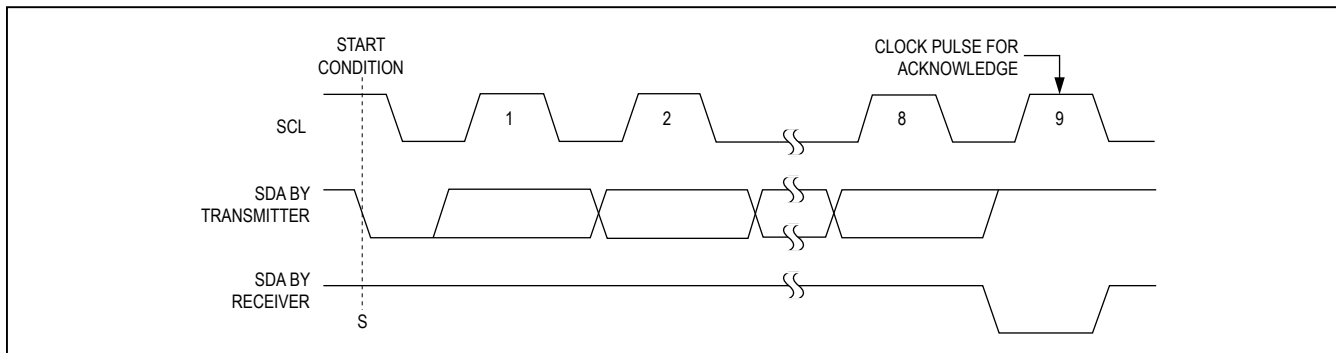 START
CONDITION
CLOCK PULSE FOR
ACKNOWLEDGE
SCL
1
2
8
9
SDA BY
TRANSMITTER
SDA BY
RECEIVER
S